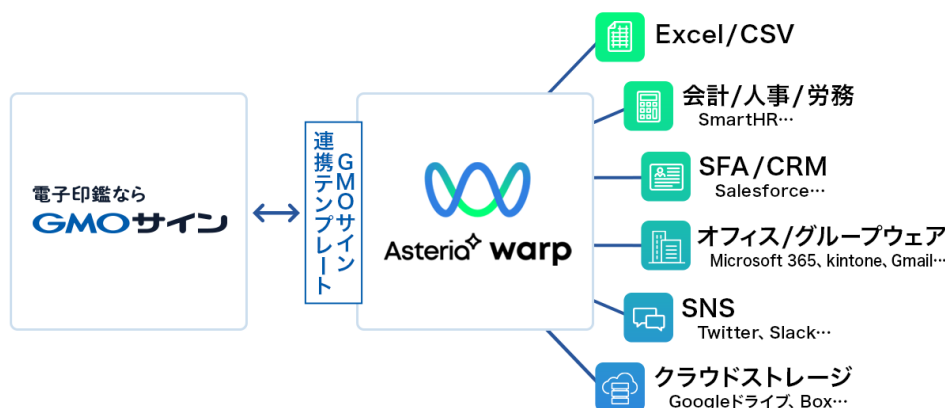 電子印鑑なら
GMOサイン
GMOサイン
連携テンプレート
Asteria warp
Excel/CSV
会計/人事/労務
SmartHR…
SFA/CRM
Salesforce…
オフィス/グループウェア
Microsoft 365、kintone、Gmail…
SNS
Twitter、Slack…
クラウドストレージ
Googleドライブ、Box…